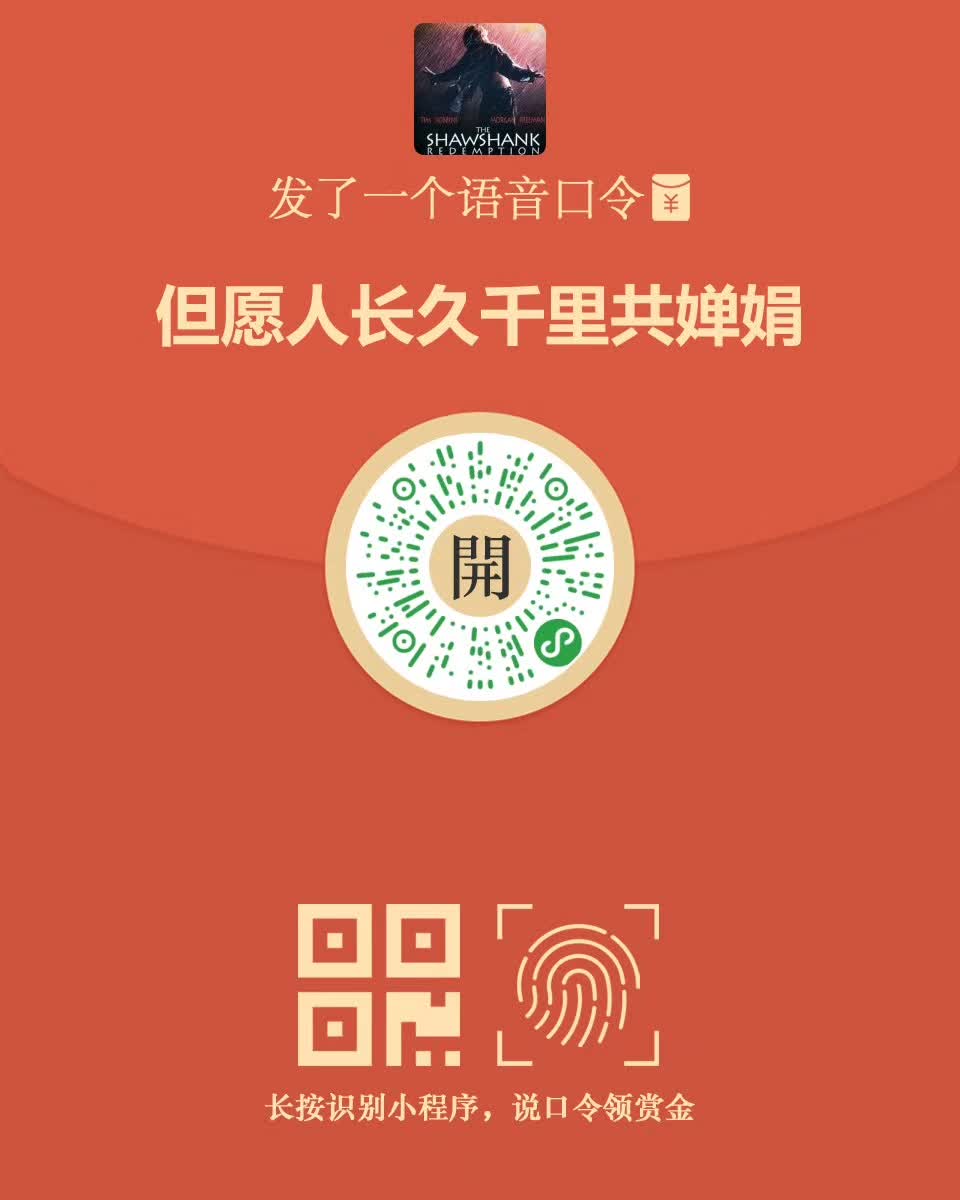 TIM ROBBINS MORGAN FREEMAN
THE
SHAWSHANK
REDEMPTION
发了一个语音口令
¥
但愿人长久千里共婵娟
開
长按识别小程序，说口令领赏金